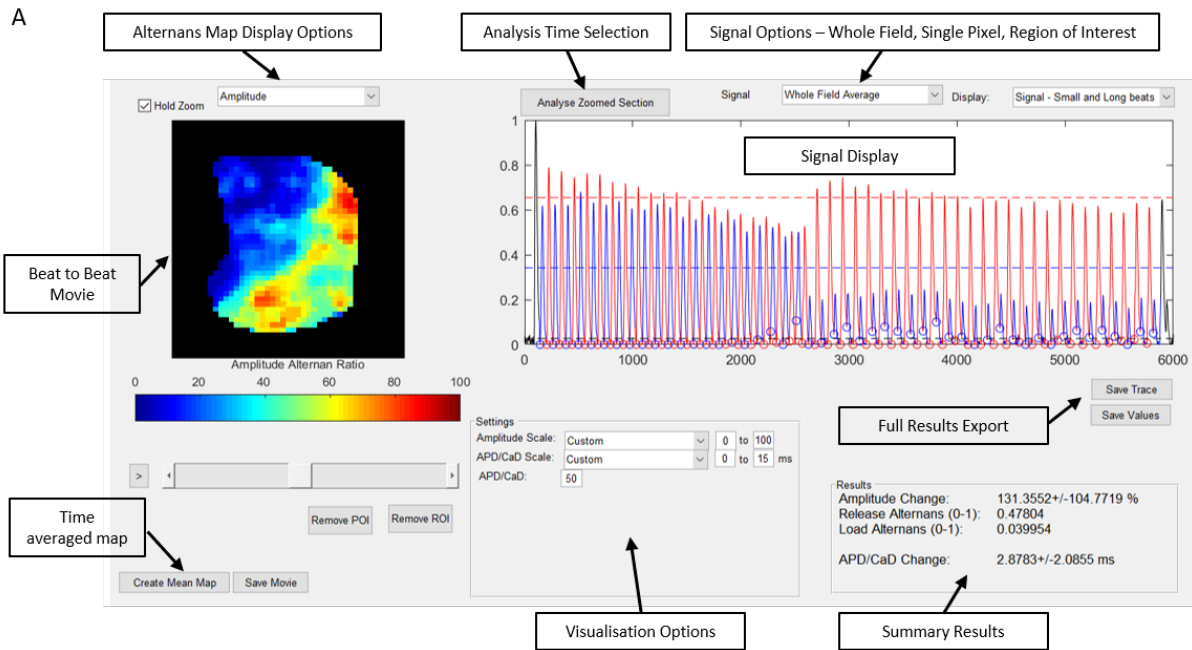 A
Alternans Map Display Options
Analysis Time Selection
Signal Options – Whole Field, Single Pixel, Region of Interest
Hold Zoom
Amplitude
Analyse Zoomed Section
Signal
Whole Field Average
Display:
Signal - Small and Long beats
Signal Display
1
0.8
0.6
0.4
0.2
0
0 1000 2000 3000 4000 5000 6000
Beat to Beat
Movie
Amplitude Alternan Ratio
0 20 40 60 80 100
Save Trace
Save Values
Full Results Export
Settings
Amplitude Scale: Custom 0 to 100
APD/CaD Scale: Custom 0 to 15 ms
APD/CaD: 50
>
Remove POI
Remove ROI
Time
averaged map
Create Mean Map
Save Movie
Results
Amplitude Change: 131.3552+/-104.7719 %
Release Alternans (0-1): 0.47804
Load Alternans (0-1): 0.039954
APD/CaD Change: 2.8783+/-2.0855 ms
Visualisation Options
Summary Results